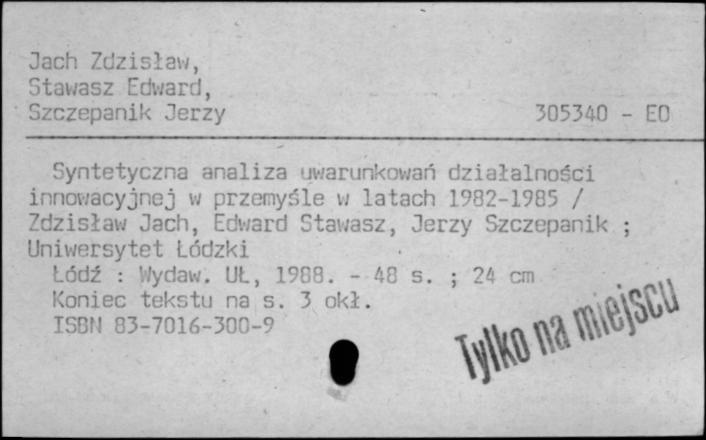 Jach Zdzisław,
Stawasz Edward,
Szczepanik Jerzy 305340 - EO
Syntetyczna analiza uwarunkowań działalności
innowacyjnej w przemyśle w latach 1982-1985 /
Zdzisław Jach, Edward Stawasz, Jerzy Szczepanik ;
Uniwersytet Łódzki
Łódź : Wydaw. UŁ, 1988. - 48 s. ; 24 cm
Koniec tekstu na s. 3 okł.
ISBN 83-7016-300-9
Tylko na miejscu